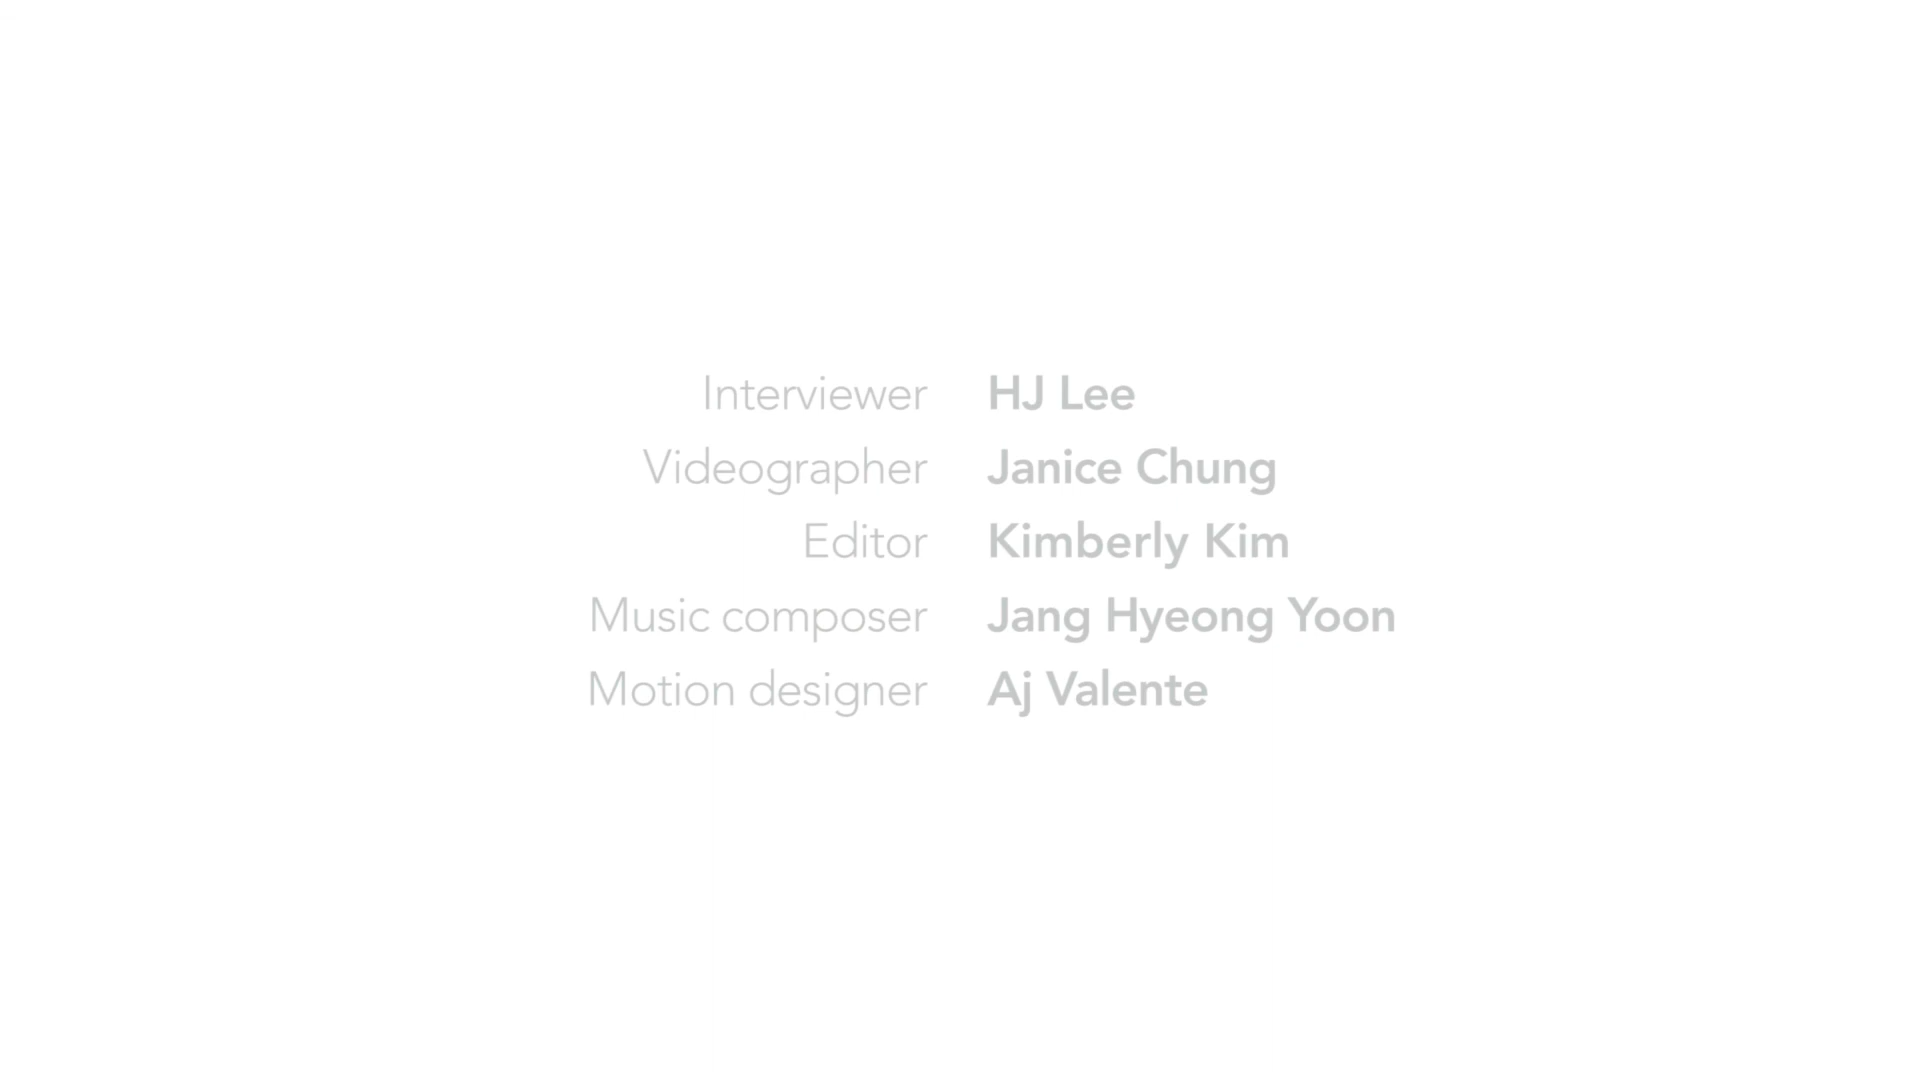 Interviewer HJ Lee
Videographer Janice Chung
Editor Kimberly Kim
Music composer Jang Hyeong Yoon
Motion designer Aj Valente